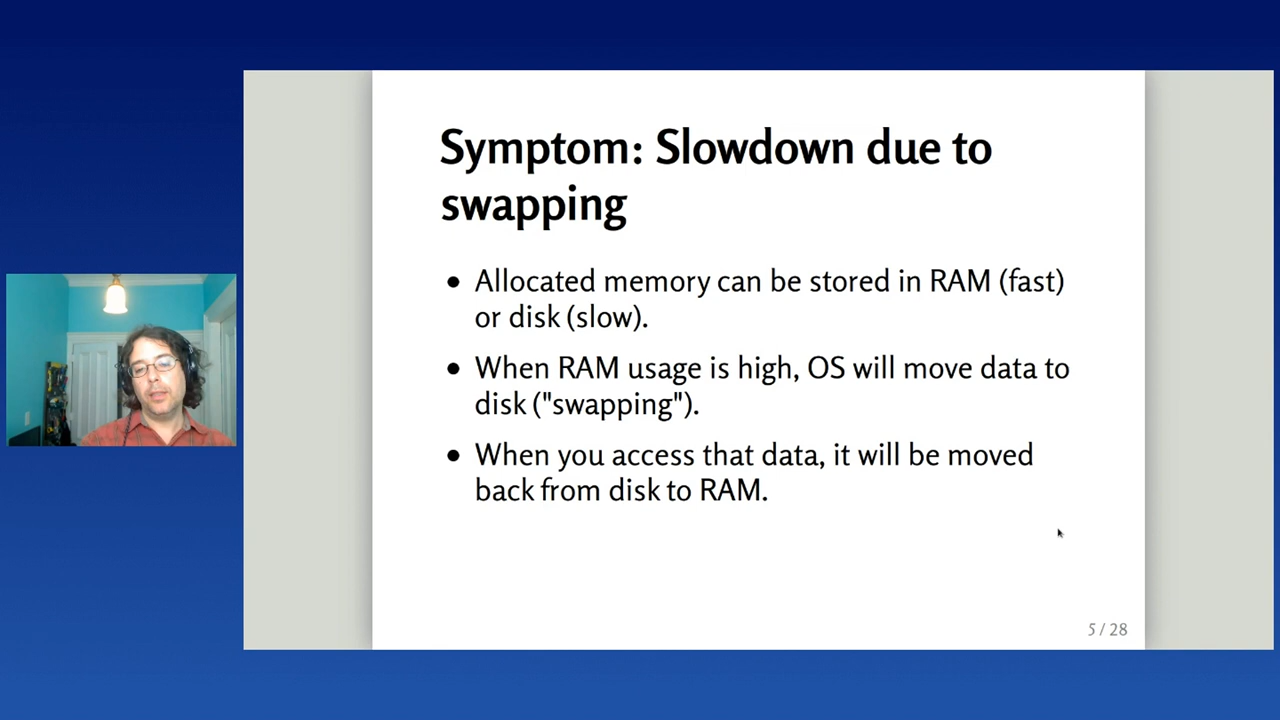 Symptom: Slowdown due to
swapping
• Allocated memory can be stored in RAM (fast)
or disk (slow).
• When RAM usage is high, OS will move data to
disk ("swapping").
• When you access that data, it will be moved
back from disk to RAM.
5 / 28